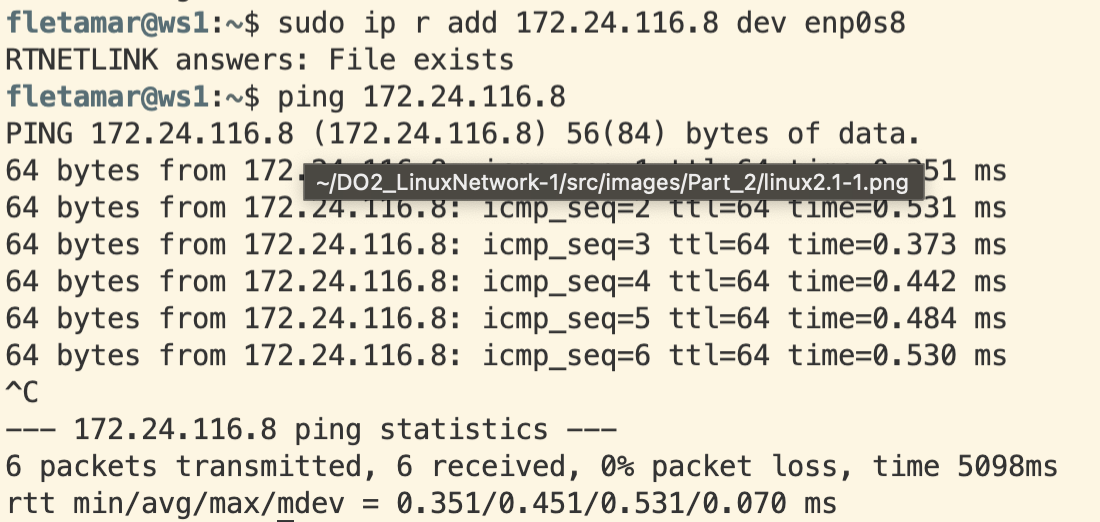 fletamar@ws1:~$ sudo ip r add 172.24.116.8 dev enp0s8
RTNETLINK answers: File exists
fletamar@ws1:~$ ping 172.24.116.8
PING 172.24.116.8 (172.24.116.8) 56(84) bytes of data.
64 bytes from 172. 51 ms
~/DO2_LinuxNetwork-1/src/images/Part_2/linux2.1-1.png
64 bytes from 172.24.116.8: icmp_seq=2 ttl=64 time=0.531 ms
64 bytes from 172.24.116.8: icmp_seq=3 ttl=64 time=0.373 ms
64 bytes from 172.24.116.8: icmp_seq=4 ttl=64 time=0.442 ms
64 bytes from 172.24.116.8: icmp_seq=5 ttl=64 time=0.484 ms
64 bytes from 172.24.116.8: icmp_seq=6 ttl=64 time=0.530 ms
^C
--- 172.24.116.8 ping statistics ---
6 packets transmitted, 6 received, 0% packet loss, time 5098ms
rtt min/avg/max/mdev = 0.351/0.451/0.531/0.070 ms